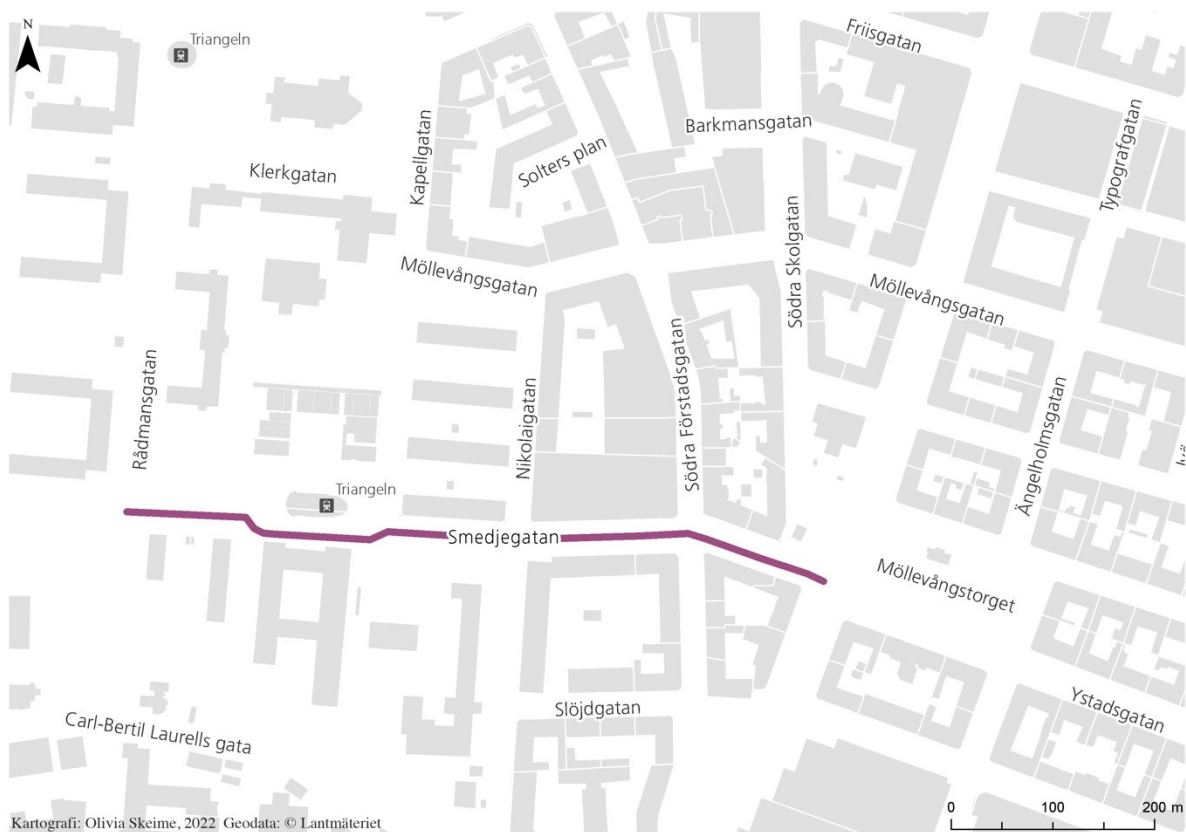 N
Triangeln
Friisgatan
Barkmansgatan
Typografgatan
Kapellgatan
Solters plan
Klerkgatan
Södra Skolgatan
Möllevångsgatan
Möllevångsgatan
Rådmansgatan
Nikolaigatan
Södra Förstadsgatan
Ängelholmsgatan
Triangeln
Smedjegatan
Möllevångstorget
Slöjdgatan
Ystadsgatan
Carl-Bertil Laurells gata
0 100 200 m
Kartografi: Olivia Skeime, 2022 Geodata: © Lantmäteriet